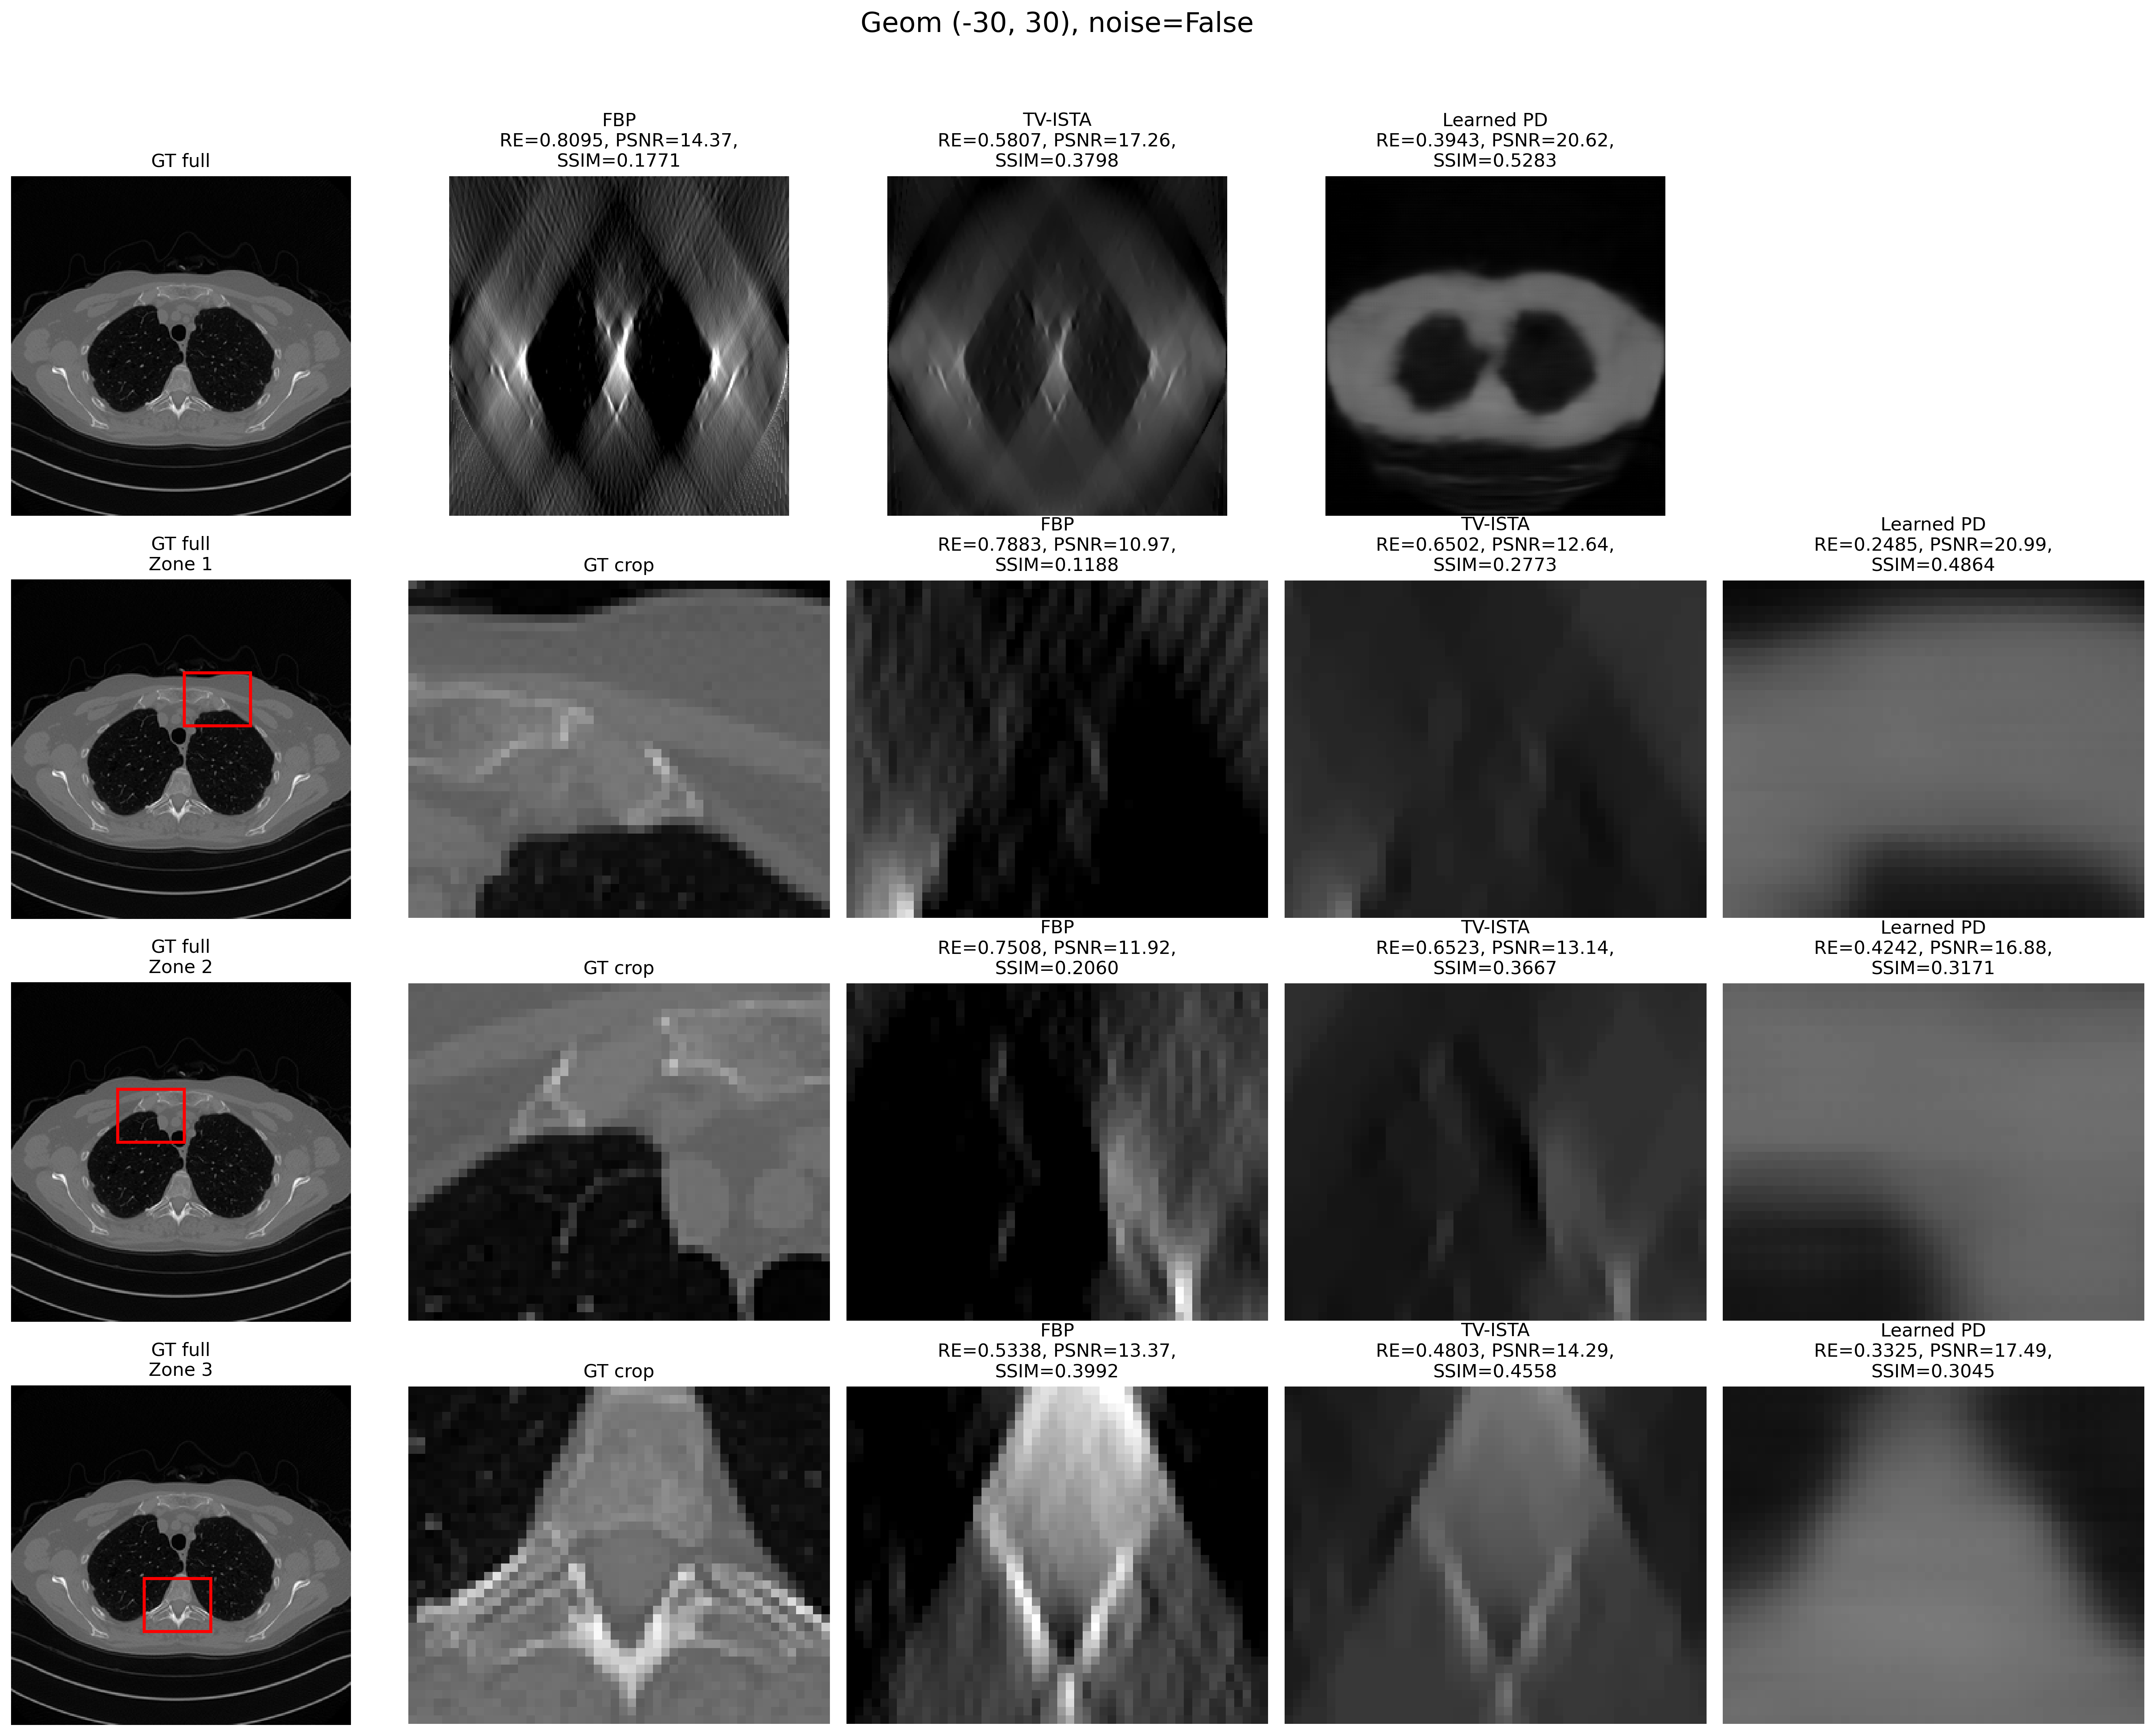 Geom (-30, 30), noise=False
GT full
FBP
RE=0.8095, PSNR=14.37,
SSIM=0.1771
TV-ISTA
RE=0.5807, PSNR=17.26,
SSIM=0.3798
Learned PD
RE=0.3943, PSNR=20.62,
SSIM=0.5283
GT full
Zone 1
GT crop
FBP
RE=0.7883, PSNR=10.97,
SSIM=0.1188
TV-ISTA
RE=0.6502, PSNR=12.64,
SSIM=0.2773
Learned PD
RE=0.2485, PSNR=20.99,
SSIM=0.4864
GT full
Zone 2
GT crop
FBP
RE=0.7508, PSNR=11.92,
SSIM=0.2060
TV-ISTA
RE=0.6523, PSNR=13.14,
SSIM=0.3667
Learned PD
RE=0.4242, PSNR=16.88,
SSIM=0.3171
GT full
Zone 3
GT crop
FBP
RE=0.5338, PSNR=13.37,
SSIM=0.3992
TV-ISTA
RE=0.4803, PSNR=14.29,
SSIM=0.4558
Learned PD
RE=0.3325, PSNR=17.49,
SSIM=0.3045